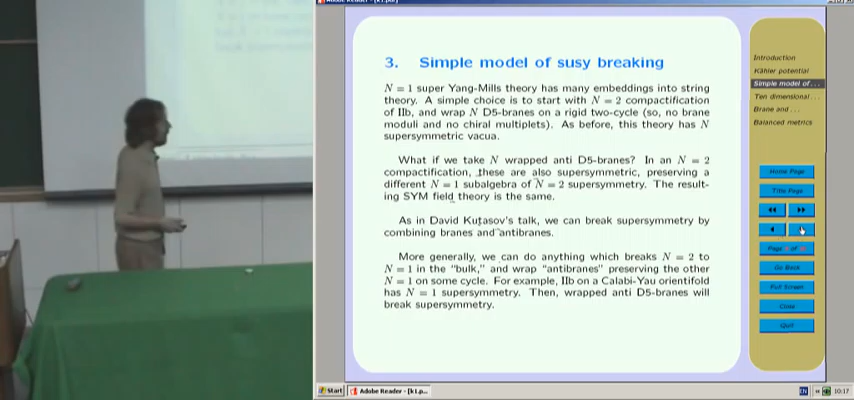 3. Simple model of susy breaking
N = 1 super Yang-Mills theory has many embeddings into string
theory. A simple choice is to start with N = 2 compactification
of IIb, and wrap N D5-branes on a rigid two-cycle (so, no brane
moduli and no chiral multiplets). As before, this theory has N
supersymmetric vacua.
What if we take N wrapped anti D5-branes? In an N = 2
compactification, these are also supersymmetric, preserving a
different N = 1 subalgebra of N = 2 supersymmetry. The result-
ing SYM field theory is the same.
As in David Kutasov's talk, we can break supersymmetry by
combining branes and antibranes.
More generally, we can do anything which breaks N = 2 to
N = 1 in the "bulk," and wrap "antibranes" preserving the other
N = 1 on some cycle. For example, IIb on a Calabi-Yau orientifold
has N = 1 supersymmetry. Then, wrapped anti D5-branes will
break supersymmetry.
Introduction
Kähler potential
Simple model of...
Ten dimensional...
Brane and...
Balanced metrics
Home Page
Title Page
Page of
Go Back
Full Screen
Close
Quit
Start
Adobe Reader - [k1.p...
EN
10:17